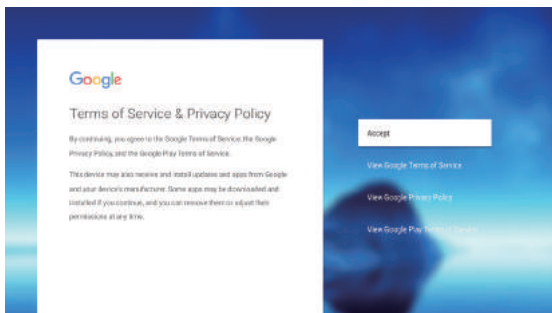 Google
Terms of Service & Privacy Policy
By continuing, you agree to the Google Terms of Service, the Google
Privacy Policy, and the Google Play Terms of Service.
This device may also receive and install updates and apps from Google
and your device's manufacturer. Some apps may be downloaded and
installed if you continue, and you can remove them or adjust their
permissions at any time.
Accept
View Google Terms of Service
View Google Privacy Policy
View Google Play Terms of Service